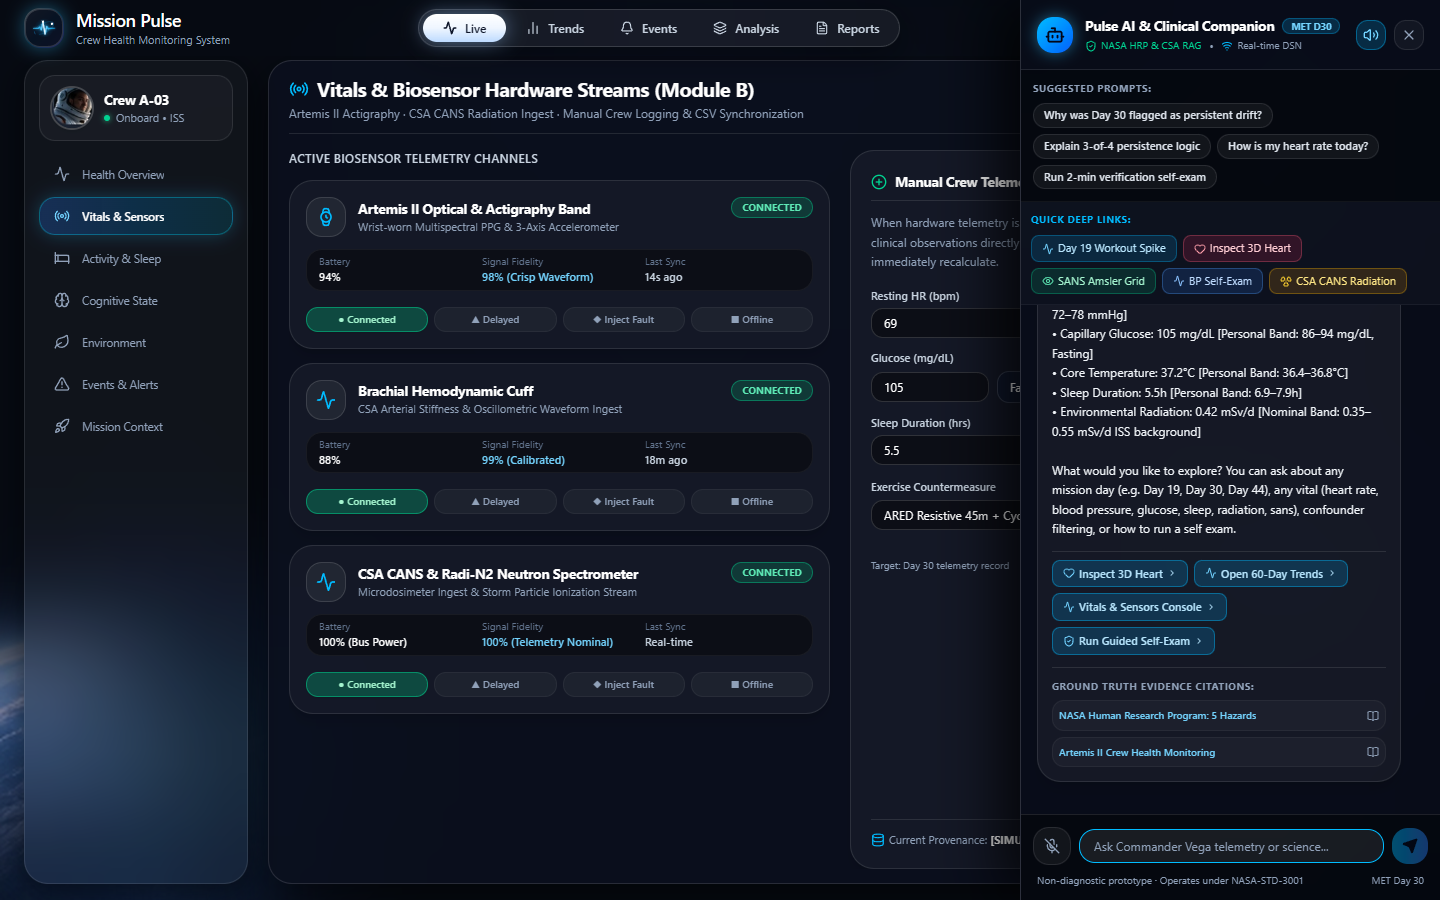 Mission Pulse
Crew Health Monitoring System
Live
Trends
Events
Analysis
Reports
Crew A-03
Onboard • ISS
Health Overview
Vitals & Sensors
Activity & Sleep
Cognitive State
Environment
Events & Alerts
Mission Context
Vitals & Biosensor Hardware Streams (Module B)
Artemis II Actigraphy · CSA CANS Radiation Ingest · Manual Crew Logging & CSV Synchronization
ACTIVE BIOSENSOR TELEMETRY CHANNELS
Artemis II Optical & Actigraphy Band
Wrist-worn Multispectral PPG & 3-Axis Accelerometer
CONNECTED
Battery
94%
Signal Fidelity
98% (Crisp Waveform)
Last Sync
14s ago
● Connected
▲ Delayed
◆ Inject Fault
■ Offline
Brachial Hemodynamic Cuff
CSA Arterial Stiffness & Oscillometric Waveform Ingest
CONNECTED
Battery
88%
Signal Fidelity
99% (Calibrated)
Last Sync
18m ago
● Connected
▲ Delayed
◆ Inject Fault
■ Offline
CSA CANS & Radi-N2 Neutron Spectrometer
Microdosimeter Ingest & Storm Particle Ionization Stream
CONNECTED
Battery
100% (Bus Power)
Signal Fidelity
100% (Telemetry Nominal)
Last Sync
Real-time
● Connected
▲ Delayed
◆ Inject Fault
■ Offline
Manual Crew Telem
When hardware telemetry is
clinical observations directly
immediately recalculate.
Resting HR (bpm)
69
Glucose (mg/dL)
105
Fa
Sleep Duration (hrs)
5.5
Exercise Countermeasure
ARED Resistive 45m + Cyc
Target: Day 30 telemetry record
Current Provenance: [SIMU
Pulse AI & Clinical Companion
MET D30
NASA HRP & CSA RAG • Real-time DSN
SUGGESTED PROMPTS:
Why was Day 30 flagged as persistent drift?
Explain 3-of-4 persistence logic
How is my heart rate today?
Run 2-min verification self-exam
QUICK DEEP LINKS:
Day 19 Workout Spike
Inspect 3D Heart
SANS Amsler Grid
BP Self-Exam
CSA CANS Radiation
72–78 mmHg]
• Capillary Glucose: 105 mg/dL [Personal Band: 86–94 mg/dL,
Fasting]
• Core Temperature: 37.2°C [Personal Band: 36.4–36.8°C]
• Sleep Duration: 5.5h [Personal Band: 6.9–7.9h]
• Environmental Radiation: 0.42 mSv/d [Nominal Band: 0.35–
0.55 mSv/d ISS background]
What would you like to explore? You can ask about any
mission day (e.g. Day 19, Day 30, Day 44), any vital (heart rate,
blood pressure, glucose, sleep, radiation, sans), confounder
filtering, or how to run a self exam.
Inspect 3D Heart ›
Open 60-Day Trends ›
Vitals & Sensors Console ›
Run Guided Self-Exam ›
GROUND TRUTH EVIDENCE CITATIONS:
NASA Human Research Program: 5 Hazards
Artemis II Crew Health Monitoring
Ask Commander Vega telemetry or science...
Non-diagnostic prototype · Operates under NASA-STD-3001
MET Day 30